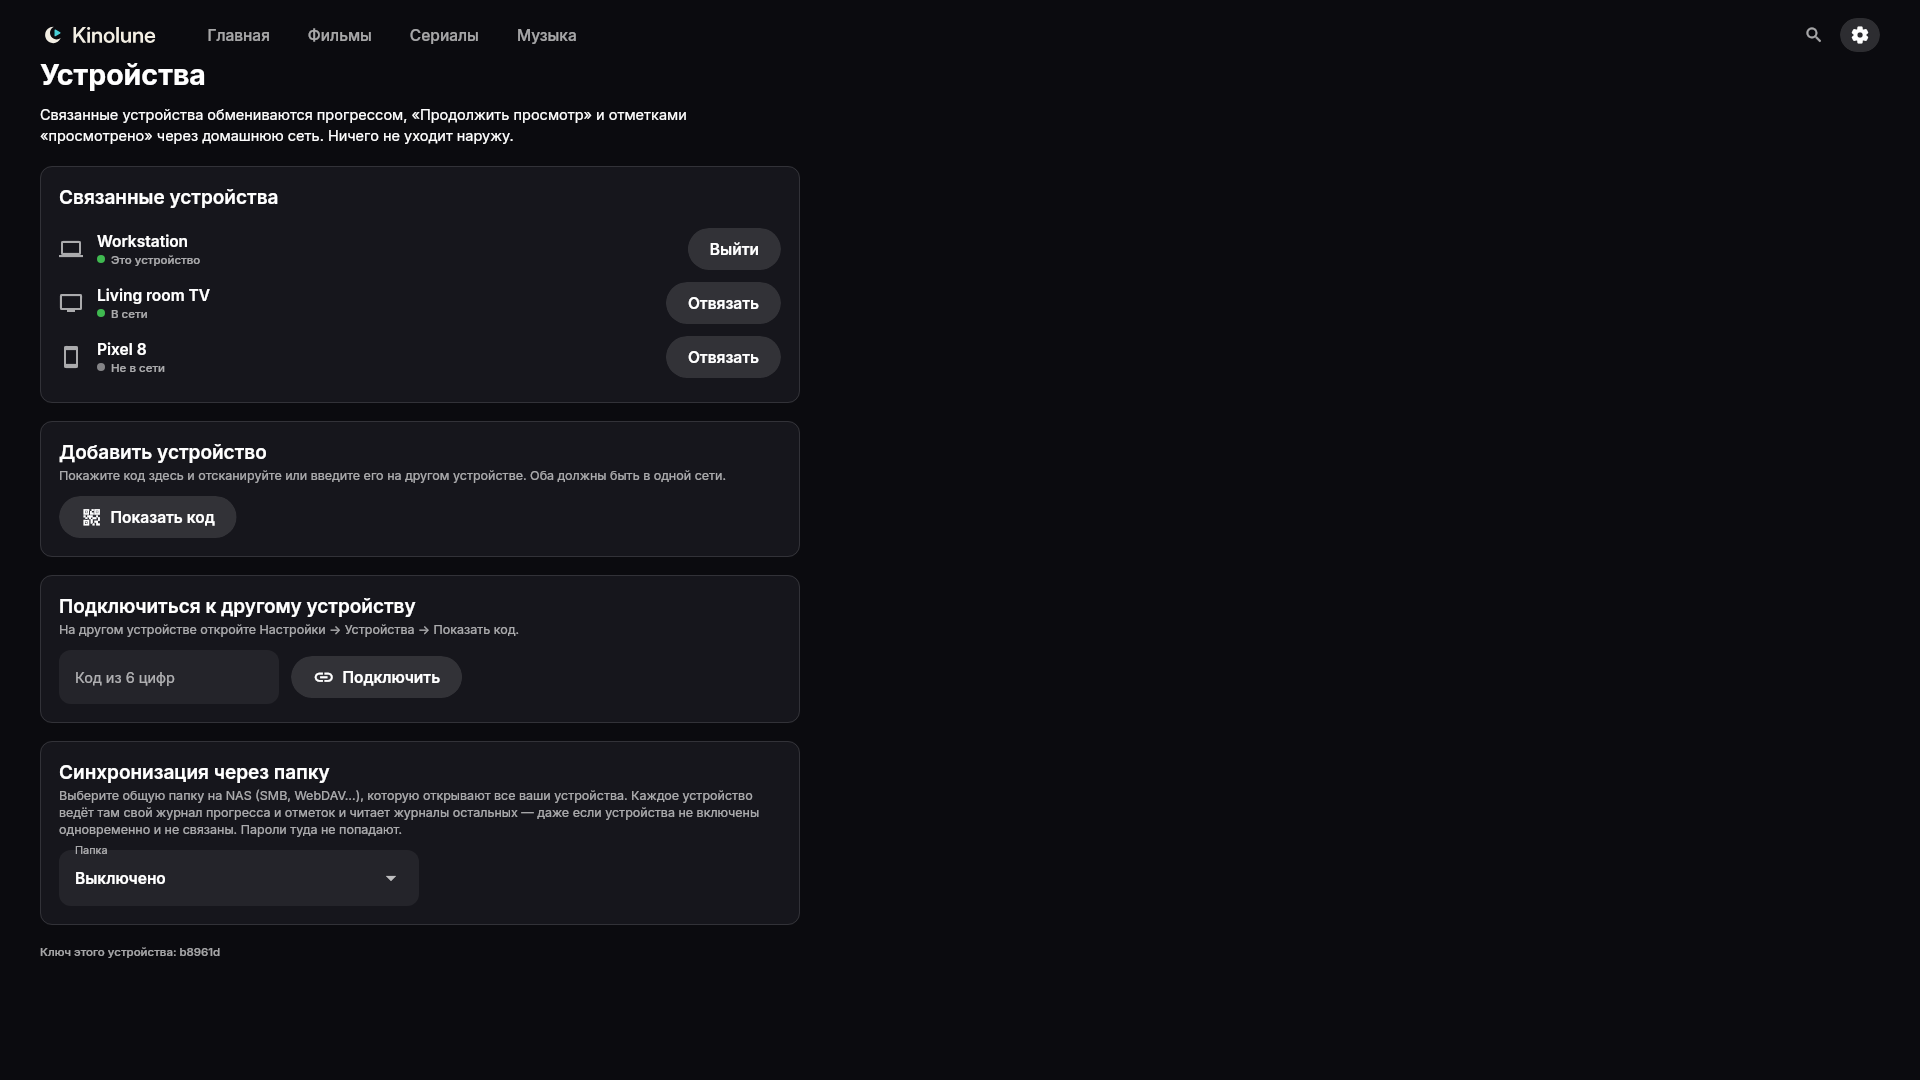 Kinolune
Главная
Фильмы
Сериалы
Музыка
Устройства
Связанные устройства обмениваются прогрессом, «Продолжить просмотр» и отметками
«просмотрено» через домашнюю сеть. Ничего не уходит наружу.
Связанные устройства
Workstation
Это устройство
Выйти
Living room TV
В сети
Отвязать
Pixel 8
Не в сети
Отвязать
Добавить устройство
Покажите код здесь и отсканируйте или введите его на другом устройстве. Оба должны быть в одной сети.
Показать код
Подключиться к другому устройству
На другом устройстве откройте Настройки → Устройства → Показать код.
Код из 6 цифр
Подключить
Синхронизация через папку
Выберите общую папку на NAS (SMB, WebDAV…), которую открывают все ваши устройства. Каждое устройство
ведёт там свой журнал прогресса и отметок и читает журналы остальных — даже если устройства не включены
одновременно и не связаны. Пароли туда не попадают.
Папка
Выключено
Ключ этого устройства: b8961d